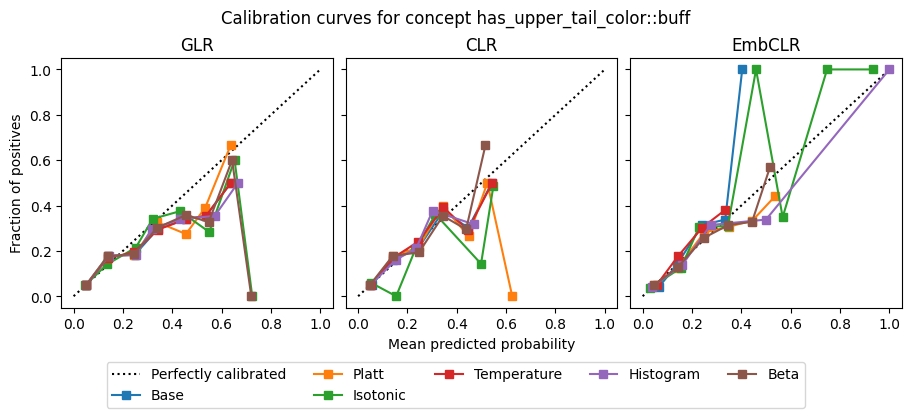 Calibration curves for concept has_upper_tail_color::buff
GLR
CLR
EmbCLR
Fraction of positives
1.0
0.8
0.6
0.4
0.2
0.0
0.0 0.2 0.4 0.6 0.8 1.0
0.0 0.2 0.4 0.6 0.8 1.0
0.0 0.2 0.4 0.6 0.8 1.0
Mean predicted probability
Perfectly calibrated Platt Temperature Histogram Beta
Base Isotonic